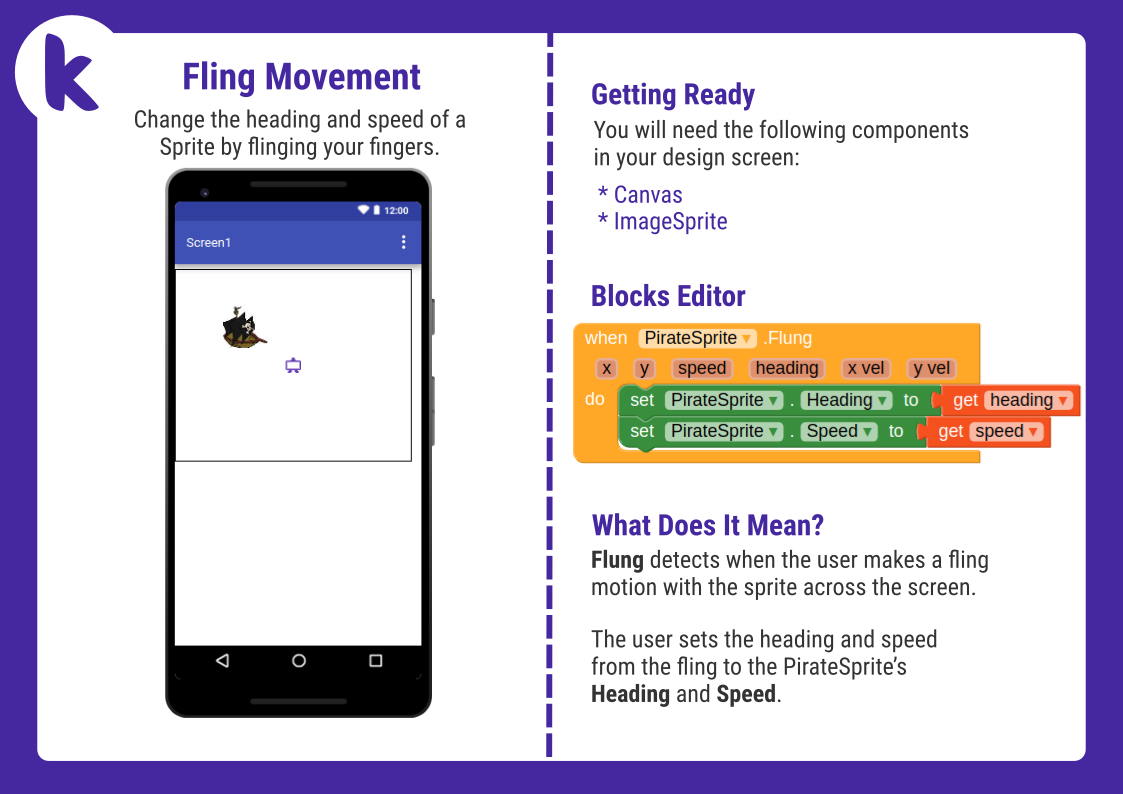 k
Fling Movement
Change the heading and speed of a
Sprite by flinging your fingers.
12:00
Screen1
Getting Ready
You will need the following components
in your design screen:
* Canvas
* ImageSprite
Blocks Editor
when PirateSprite ▾ .Flung
x y speed heading x vel y vel
do set PirateSprite ▾ . Heading ▾ to get heading ▾
set PirateSprite ▾ . Speed ▾ to get speed ▾
What Does It Mean?
Flung detects when the user makes a fling
motion with the sprite across the screen.
The user sets the heading and speed
from the fling to the PirateSprite’s
Heading and Speed.